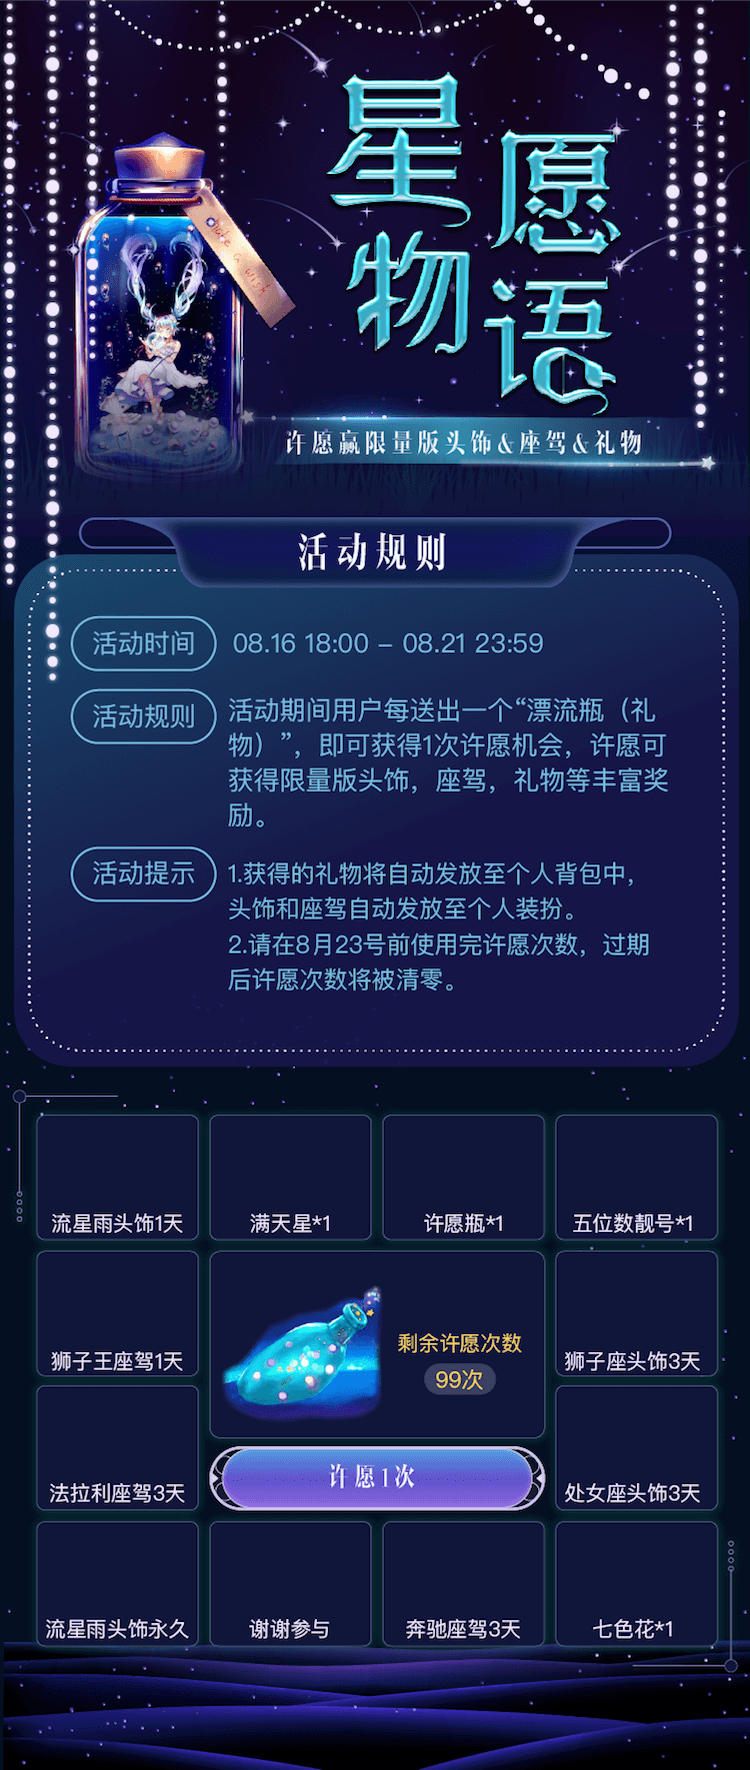 星愿
物语
make a wish
许愿赢限量版头饰&座驾&礼物
活动规则
活动时间
08.16 18:00 – 08.21 23:59
活动规则
活动期间用户每送出一个“漂流瓶（礼
物）”，即可获得1次许愿机会，许愿可
获得限量版头饰，座驾，礼物等丰富奖
励。
活动提示
1.获得的礼物将自动发放至个人背包中，
头饰和座驾自动发放至个人装扮。
2.请在8月23号前使用完许愿次数，过期
后许愿次数将被清零。
流星雨头饰1天
满天星*1
许愿瓶*1
五位数靓号*1
狮子王座驾1天
剩余许愿次数
99次
狮子座头饰3天
法拉利座驾3天
许愿1次
处女座头饰3天
流星雨头饰永久
谢谢参与
奔驰座驾3天
七色花*1